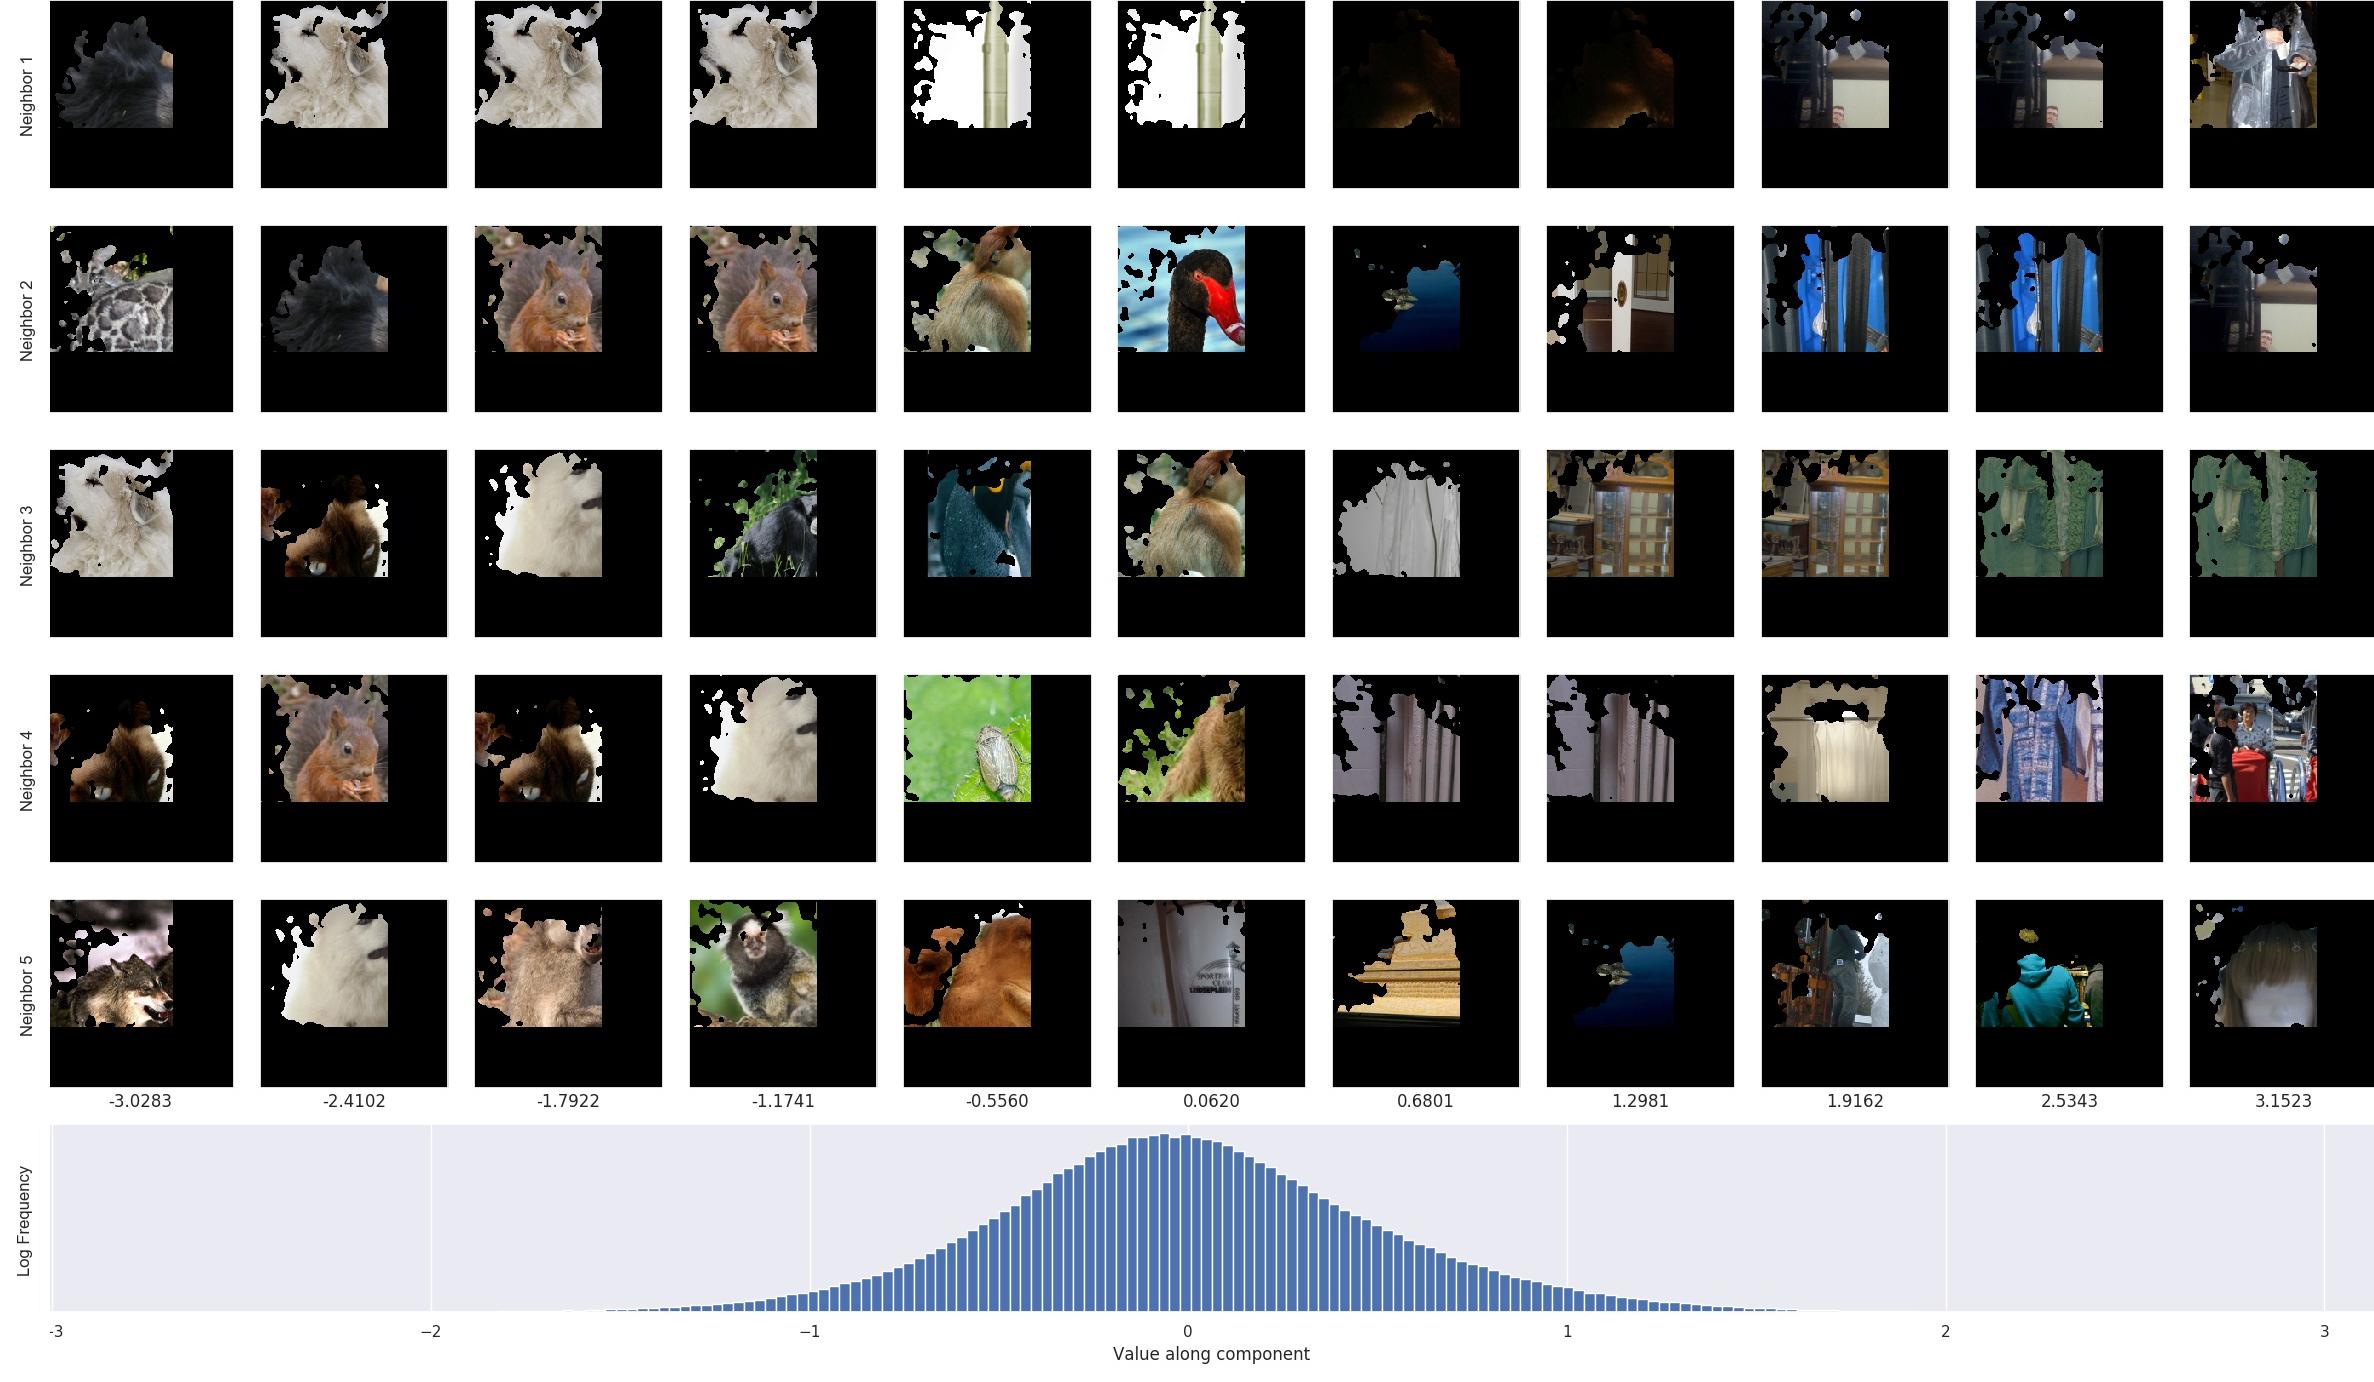 Neighbor 1
Neighbor 2
Neighbor 3
Neighbor 4
Neighbor 5
-3.0283 -2.4102 -1.7922 -1.1741 -0.5560 0.0620 0.6801 1.2981 1.9162 2.5343 3.1523
Log Frequency
-3 −2 −1 0 1 2 3
Value along component